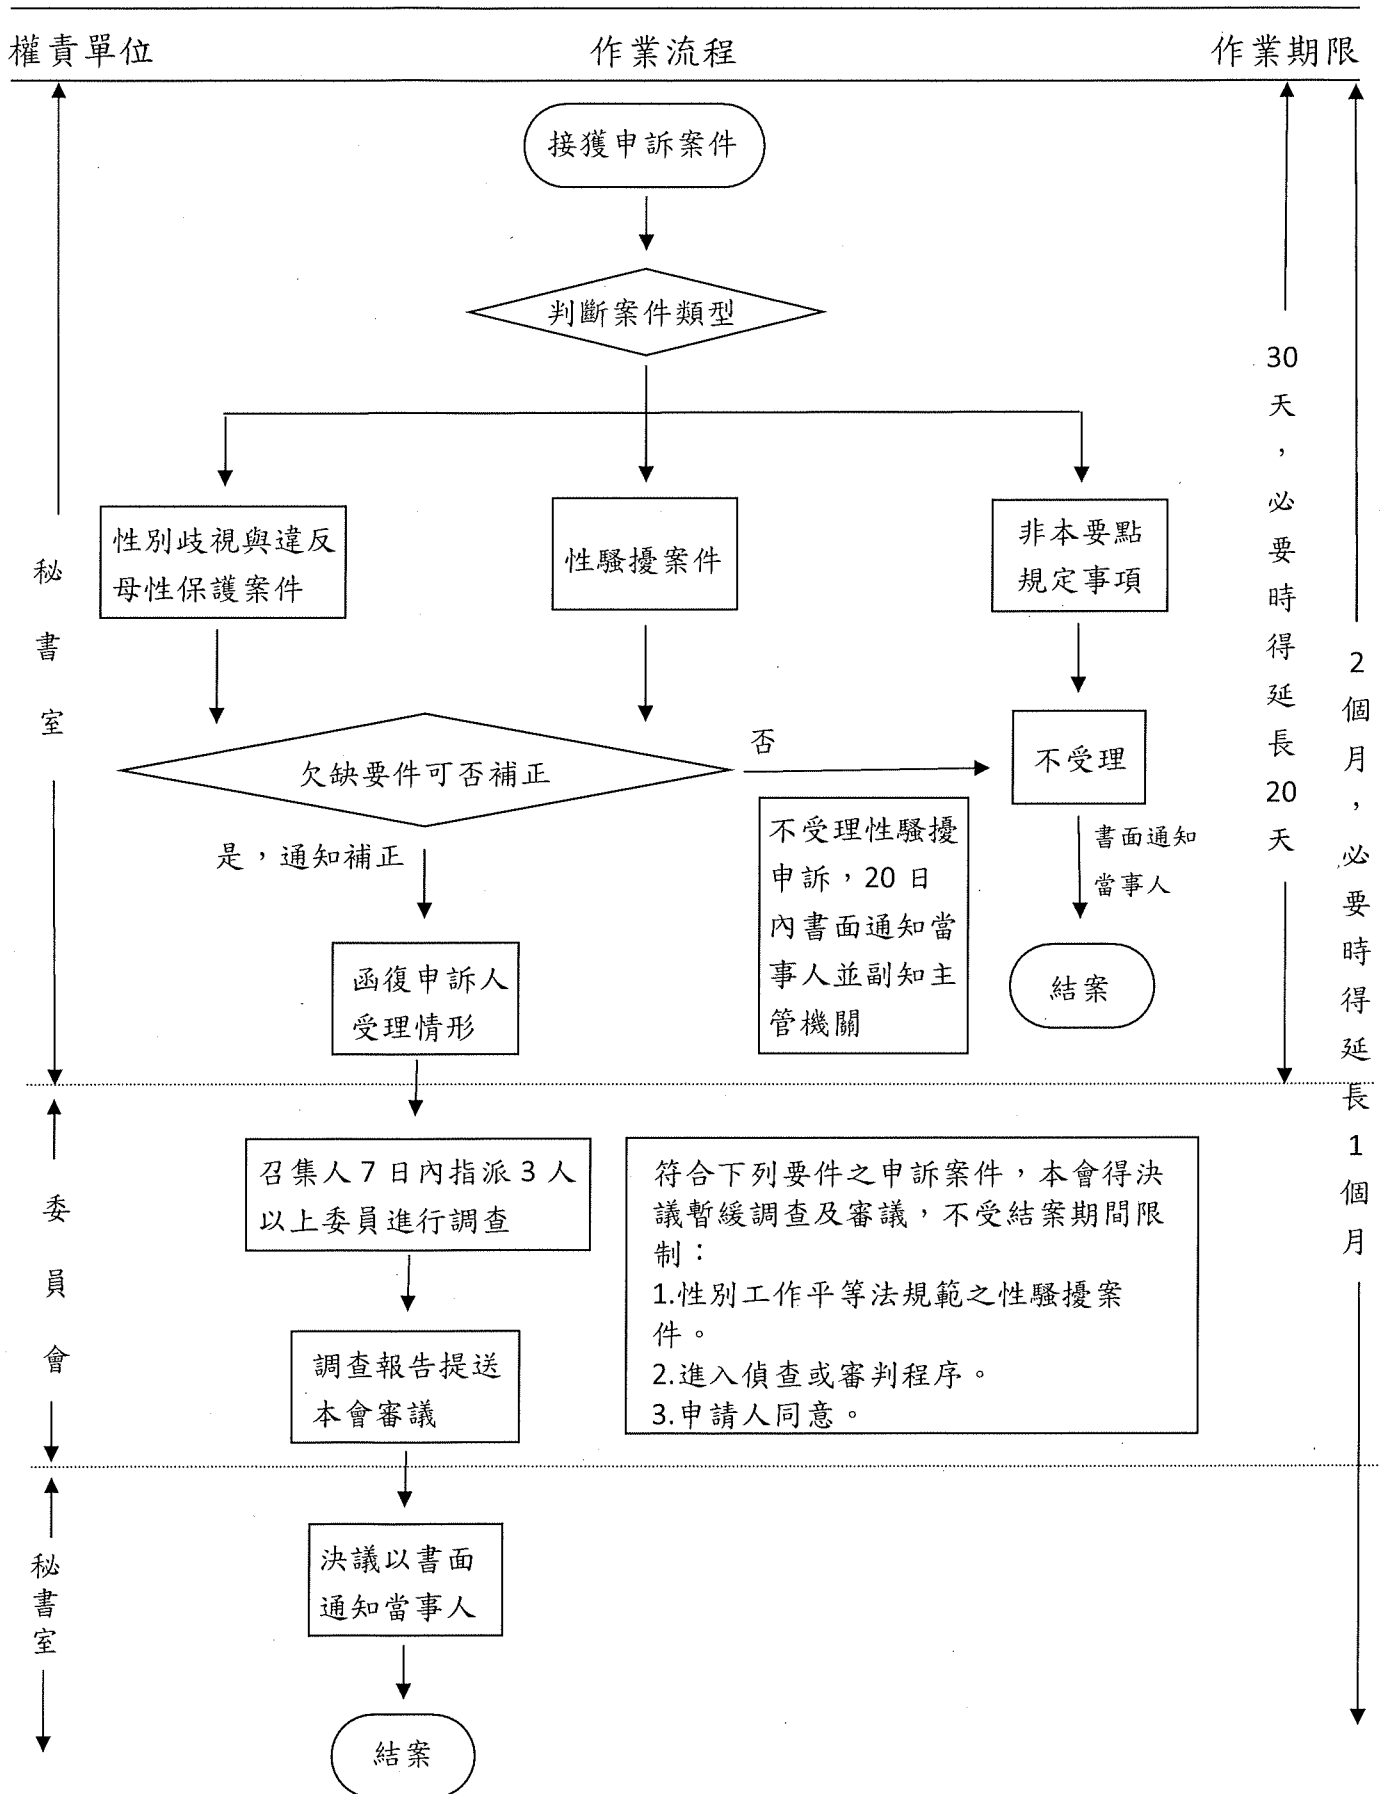 權責單位 作業流程 作業期限
接獲申訴案件
判斷案件類型
性別歧視與違反
母性保護案件
性騷擾案件
非本要點
規定事項
欠缺要件可否補正
否
不受理
是，通知補正
不受理性騷擾
申訴，20 日
內書面通知當
事人並副知主
管機關
書面通知
當事人
函復申訴人
受理情形
結案
召集人 7 日內指派 3 人
以上委員進行調查
符合下列要件之申訴案件，本會得決
議暫緩調查及審議，不受結案期間限
制：
1.性別工作平等法規範之性騷擾案
件。
2.進入偵查或審判程序。
3.申請人同意。
調查報告提送
本會審議
決議以書面
通知當事人
結案
秘書室
委員會
秘書室
30天，必要時得延長20天
2個月，必要時得延長1個月